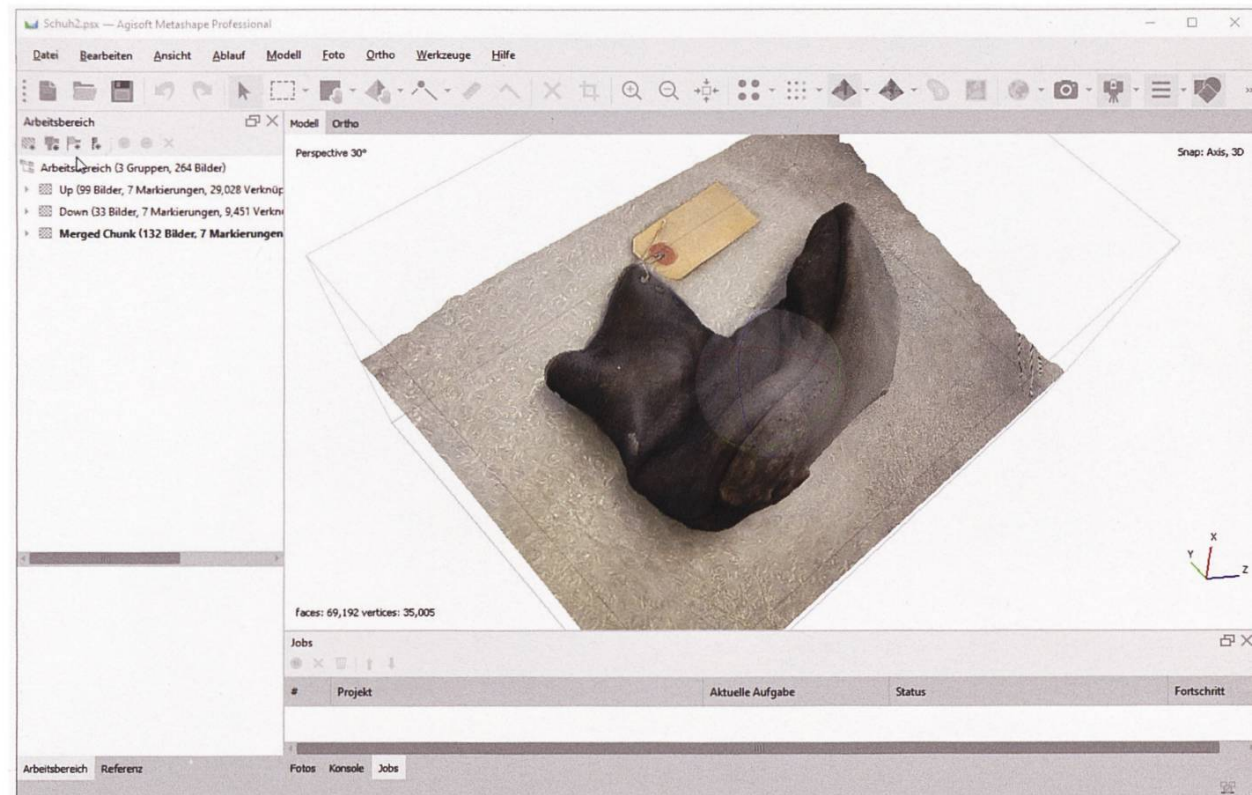 Schuh2.psx — Agisoft Metashape Professional
Datei Bearbeiten Ansicht Ablauf Modell Foto Ortho Werkzeuge Hilfe
Arbeitsbereich
Arbeitsbereich (3 Gruppen, 264 Bilder)
Up (99 Bilder, 7 Markierungen, 29,028 Verknüp
Down (33 Bilder, 7 Markierungen, 9,451 Verkn
Merged Chunk (132 Bilder, 7 Markierungen
Modell Ortho
Perspective 30°
Snap: Axis, 3D
X
Y
Z
faces: 69,192 vertices: 35,005
Jobs
# Projekt Aktuelle Aufgabe Status Fortschritt
Arbeitsbereich Referenz
Fotos Konsole Jobs